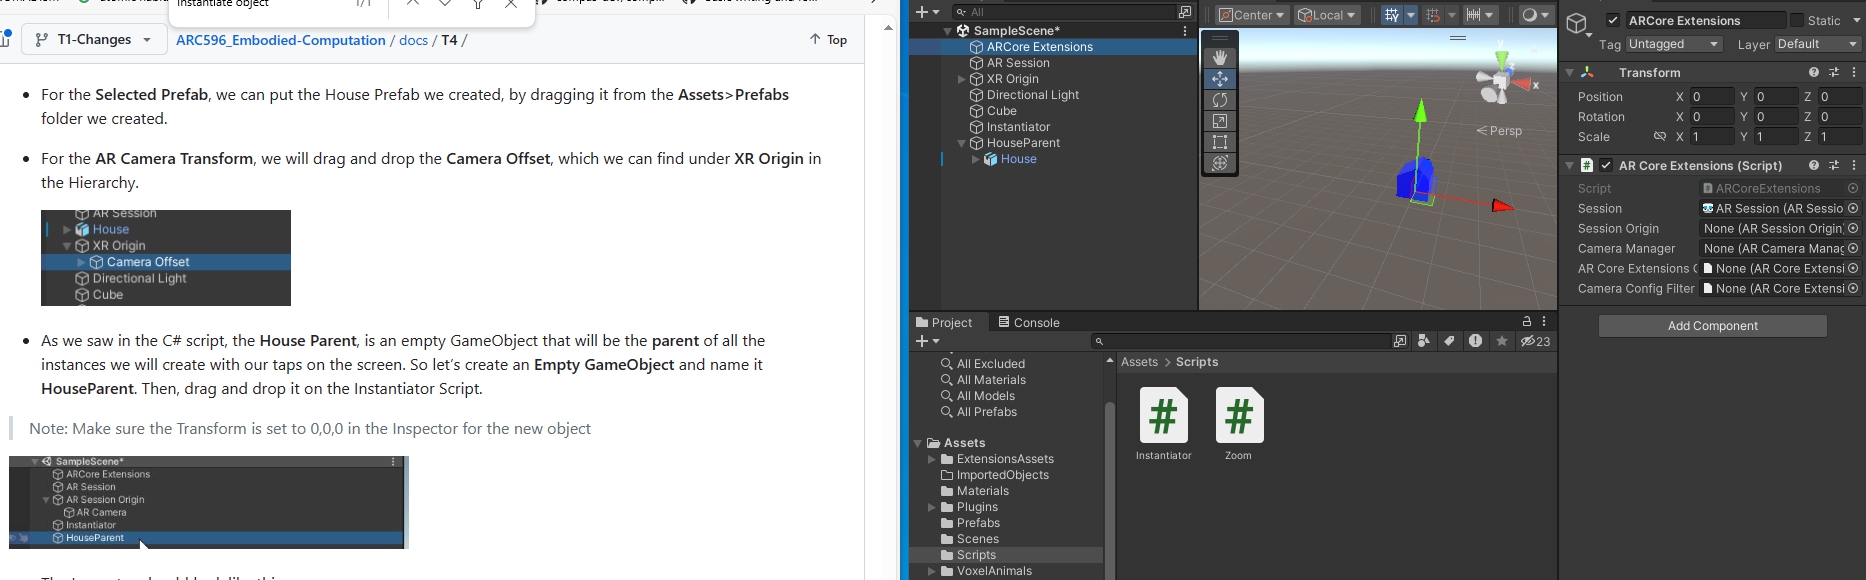 instantiate object
1/1
T1-Changes
ARC596_Embodied-Computation / docs / T4 /
Top
For the Selected Prefab, we can put the House Prefab we created, by dragging it from the Assets>Prefabs
folder we created.
For the AR Camera Transform, we will drag and drop the Camera Offset, which we can find under XR Origin in
the Hierarchy.
AR Session
House
XR Origin
Camera Offset
Directional Light
Cube
As we saw in the C# script, the House Parent, is an empty GameObject that will be the parent of all the
instances we will create with our taps on the screen. So let's create an Empty GameObject and name it
HouseParent. Then, drag and drop it on the Instantiator Script.
Note: Make sure the Transform is set to 0,0,0 in the Inspector for the new object
SampleScene*
ARCore Extensions
AR Session
AR Session Origin
AR Camera
Instantiator
HouseParent
All
SampleScene*
ARCore Extensions
AR Session
XR Origin
Directional Light
Cube
Instantiator
HouseParent
House
Center
Local
x
z
Persp
Project
Console
23
All Excluded
All Materials
All Models
All Prefabs
Assets
ExtensionsAssets
ImportedObjects
Materials
Plugins
Prefabs
Scenes
Scripts
VoxelAnimals
Assets > Scripts
# #
Instantiator
Zoom
ARCore Extensions
Static
Tag Untagged
Layer Default
Transform
Position X 0 Y 0 Z 0
Rotation X 0 Y 0 Z 0
Scale X 1 Y 1 Z 1
# AR Core Extensions (Script)
Script ARCoreExtensions
Session AR Session (AR Sessio
Session Origin None (AR Session Origin
Camera Manager None (AR Camera Manag
AR Core Extensions C None (AR Core Extensi
Camera Config Filter None (AR Core Extensi
Add Component